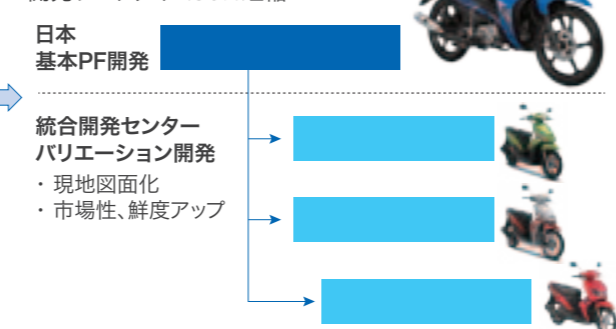 日本
基本PF開発
統合開発センター
バリエーション開発
・ 現地図面化
・ 市場性、鮮度アップ